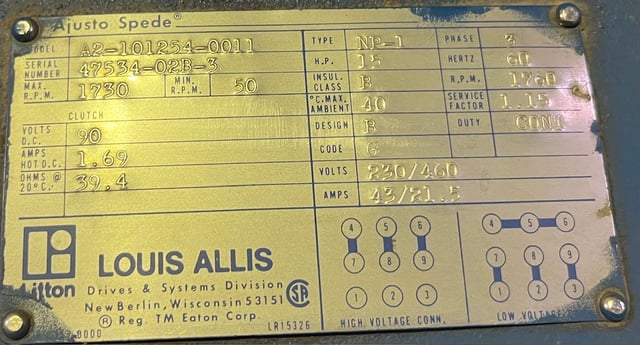 Ajusto Spede®
MODEL A2-101254-0011 TYPE NP-1 PHASE 3
SERIAL NUMBER 47534-02B-3 H.P. 15 HERTZ 60
MAX. R.P.M. 1730 MIN. R.P.M. 50 INSUL. CLASS B R.P.M. 1760
CLUTCH °C.MAX. AMBIENT 40 SERVICE FACTOR 1.15
VOLTS D.C. 90 DESIGN B DUTY CONT
AMPS HOT D.C. 1.69 CODE G
OHMS @ 20°C. 39.4 VOLTS 230/460
AMPS 43/21.5
4 5 6 4 5 6
7 8 9 7 8 9
1 2 3 1 2 3
HIGH VOLTAGE CONN. LOW VOLTAGE
Litton LOUIS ALLIS
Drives & Systems Division
New Berlin, Wisconsin 53151 SA
® Reg. TM Eaton Corp. LR15326